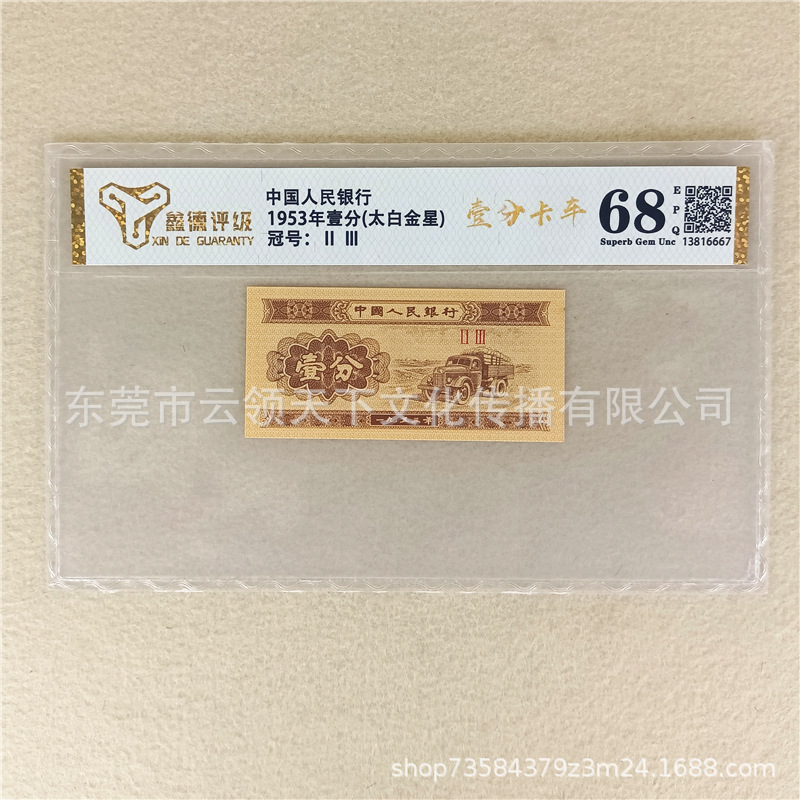 鑫德评级
XIN DE GUARANTY
中国人民银行
1953年壹分(太白金星)
冠号: II III
壹分卡车
68
EPQ
Superb Gem Unc
13816667
中國人民銀行
II III
壹分
东莞市云领天下文化传播有限公司
shop73584379z3m24.1688.com